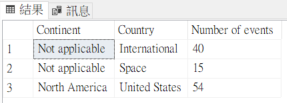 結果 訊息
Continent Country Number of events
1 Not applicable International 40
2 Not applicable Space 15
3 North America United States 54